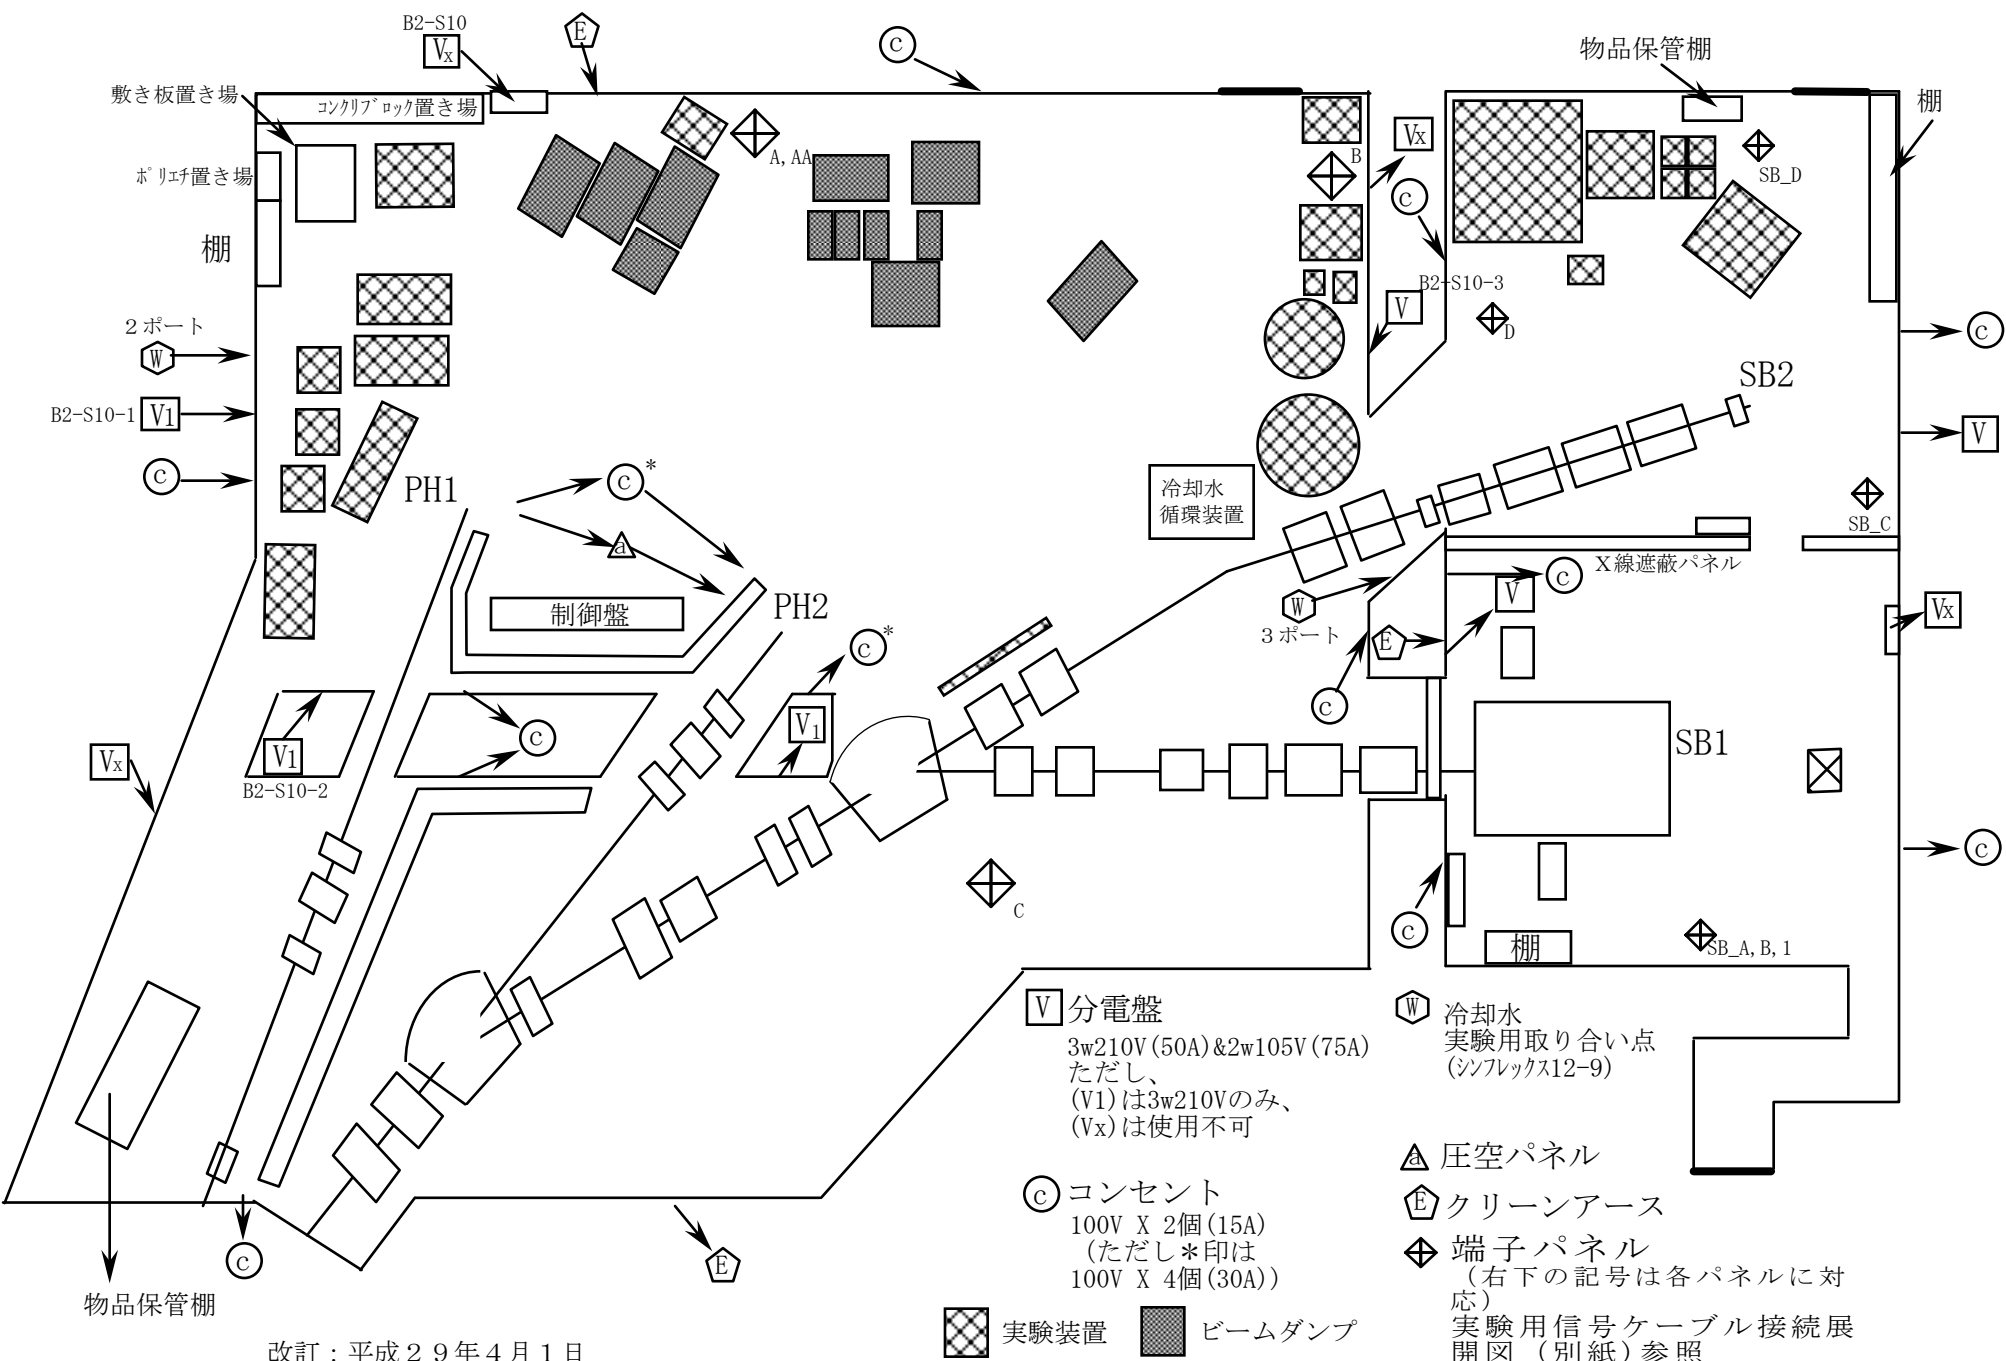 B2-S10
Vx
E
c
物品保管棚
敷き板置き場
コンクリブロック置き場
棚
A, AA
B
Vx
SB_D
ポリエチ置き場
c
棚
B2-S10-3
V
D
c
2ポート
W
SB2
B2-S10-1
V1
V
c
PH1
c*
冷却水
循環装置
SB_C
a
X線遮蔽パネル
c
V
制御盤
PH2
W
3ポート
Vx
c*
E
c
V1
c
SB1
Vx
V1
B2-S10-2
c
C
c
棚
SB_A, B, 1
V 分電盤
3w210V(50A)&2w105V(75A)
ただし、
(V1)は3w210Vのみ、
(Vx)は使用不可
W 冷却水
実験用取り合い点
(シンフレックス12-9)
a 圧空パネル
c コンセント
100V X 2個(15A)
(ただし＊印は
100V X 4個(30A))
E クリーンアース
端子パネル
(右下の記号は各パネルに対
応)
実験用信号ケーブル接続展
開図(別紙)参照
c
E
物品保管棚
実験装置
ビームダンプ
改訂：平成29年4月1日